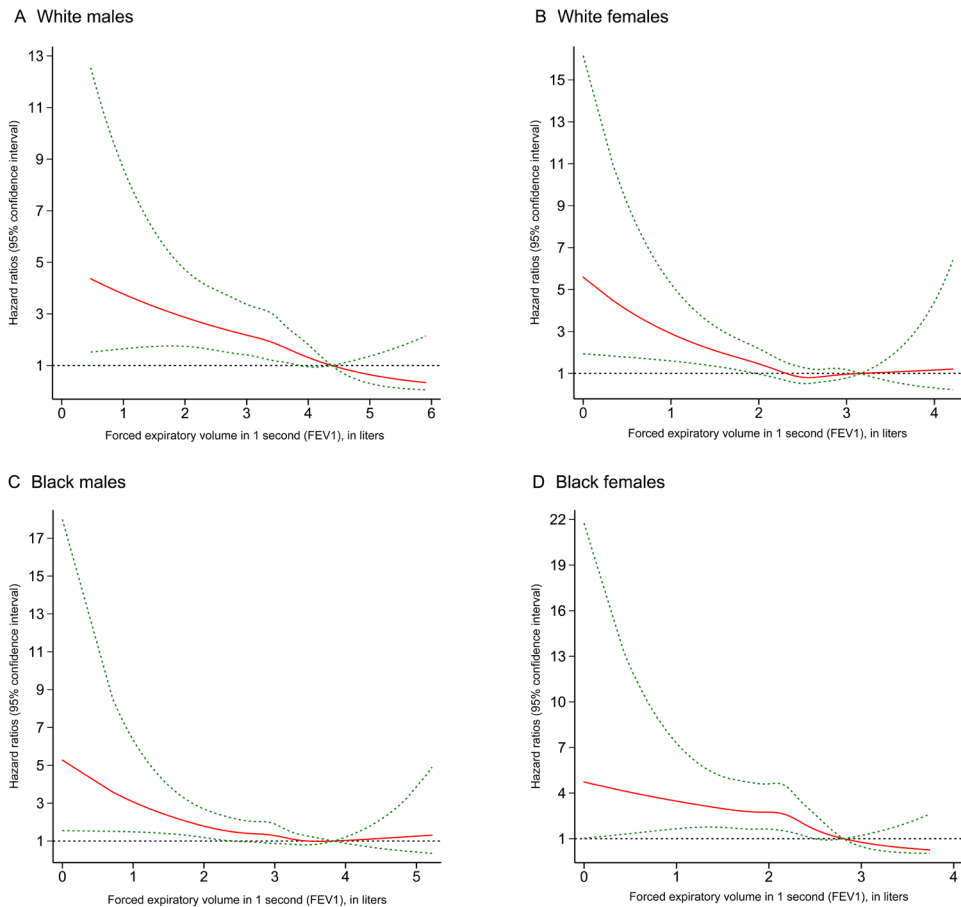 A White males
Hazard ratios (95% confidence interval)
13
11
9
7
5
3
1
0 1 2 3 4 5 6
Forced expiratory volume in 1 second (FEV1), in liters
B White females
Hazard ratios (95% confidence interval)
15
13
11
9
7
5
3
1
0 1 2 3 4
Forced expiratory volume in 1 second (FEV1), in liters
C Black males
Hazard ratios (95% confidence interval)
17
15
13
11
9
7
5
3
1
0 1 2 3 4 5
Forced expiratory volume in 1 second (FEV1), in liters
D Black females
Hazard ratios (95% confidence interval)
22
19
16
13
10
7
4
1
0 1 2 3 4
Forced expiratory volume in 1 second (FEV1), in liters